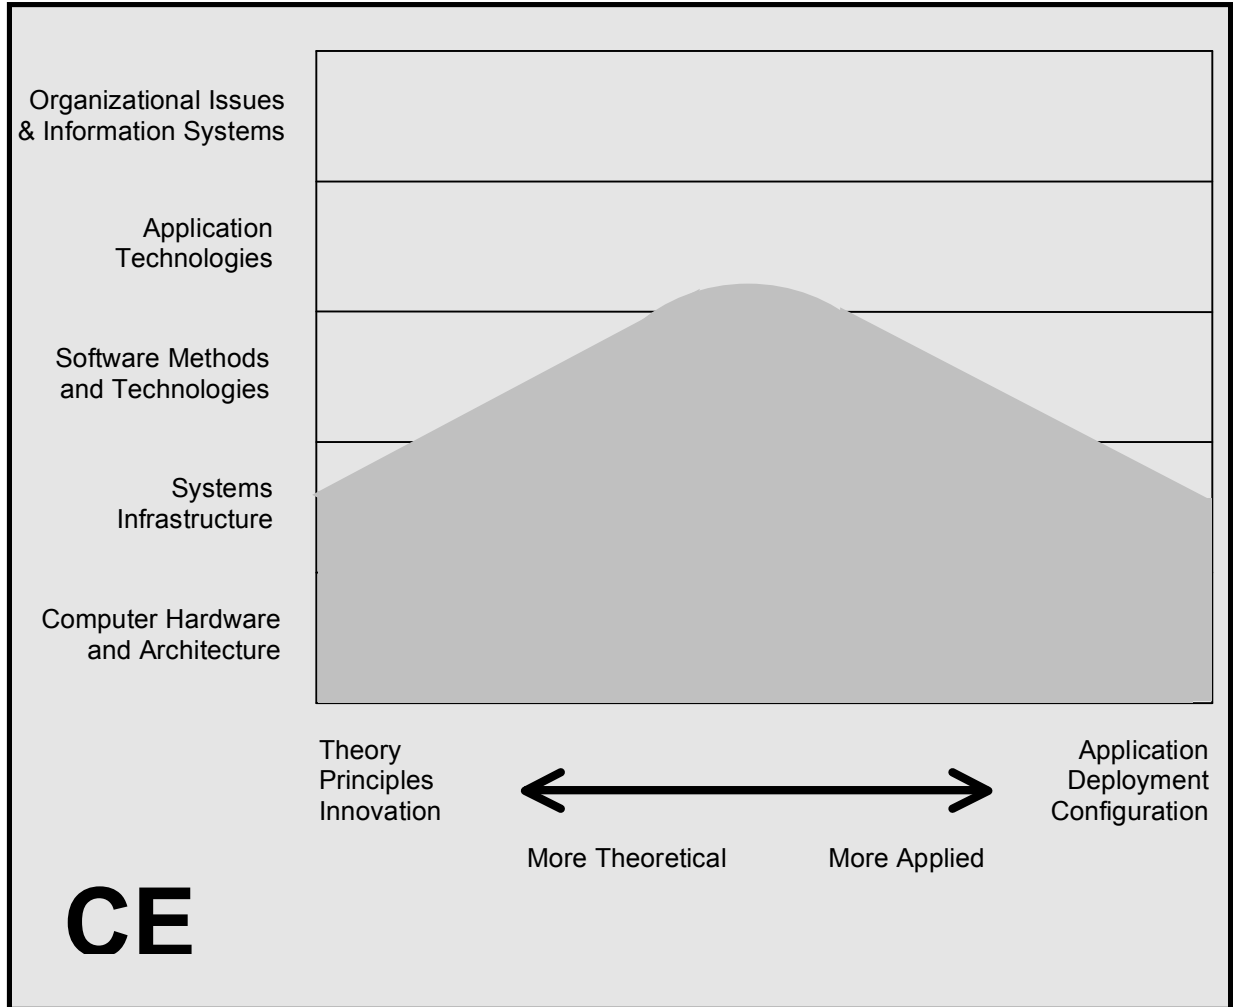 Organizational Issues
& Information Systems
Application
Technologies
Software Methods
and Technologies
Systems
Infrastructure
Computer Hardware
and Architecture
Theory
Principles
Innovation
Application
Deployment
Configuration
More Theoretical
More Applied
CE